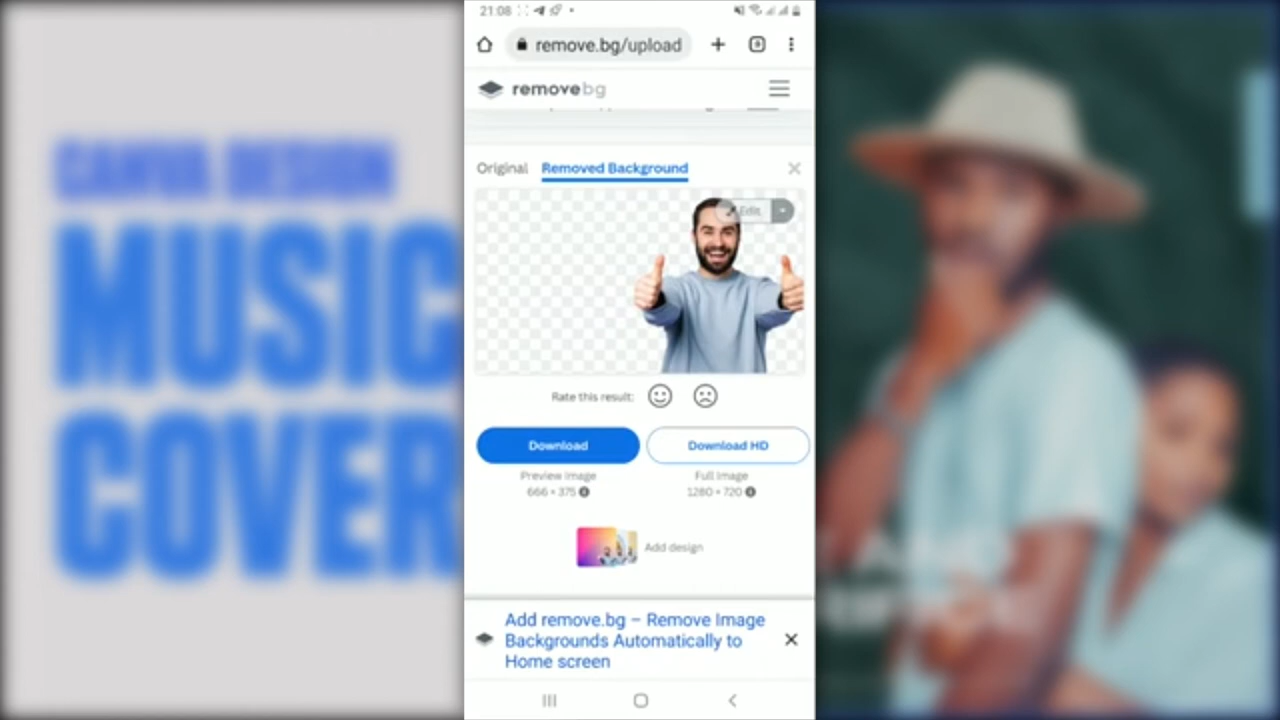 CANVA DESIGN
MUSIC
COVER
21:08
remove.bg/upload
removebg
Original Removed Background
Edit
Rate this result:
Download Download HD
Preview Image Full Image
666 × 375 1280 × 720
Add design
Add remove.bg – Remove Image
Backgrounds Automatically to
Home screen